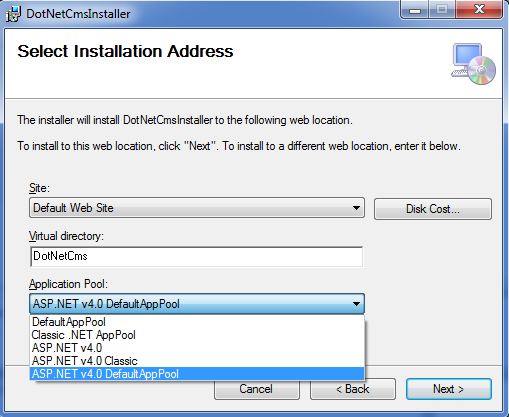 DotNetCmsInstaller
Select Installation Address
The installer will install DotNetCmsInstaller to the following web location.
To install to this web location, click "Next". To install to a different web location, enter it below.
Site:
Default Web Site
Disk Cost...
Virtual directory:
DotNetCms
Application Pool:
ASP.NET v4.0 DefaultAppPool
DefaultAppPool
Classic .NET AppPool
ASP.NET v4.0
ASP.NET v4.0 Classic
ASP.NET v4.0 DefaultAppPool
Cancel
< Back
Next >